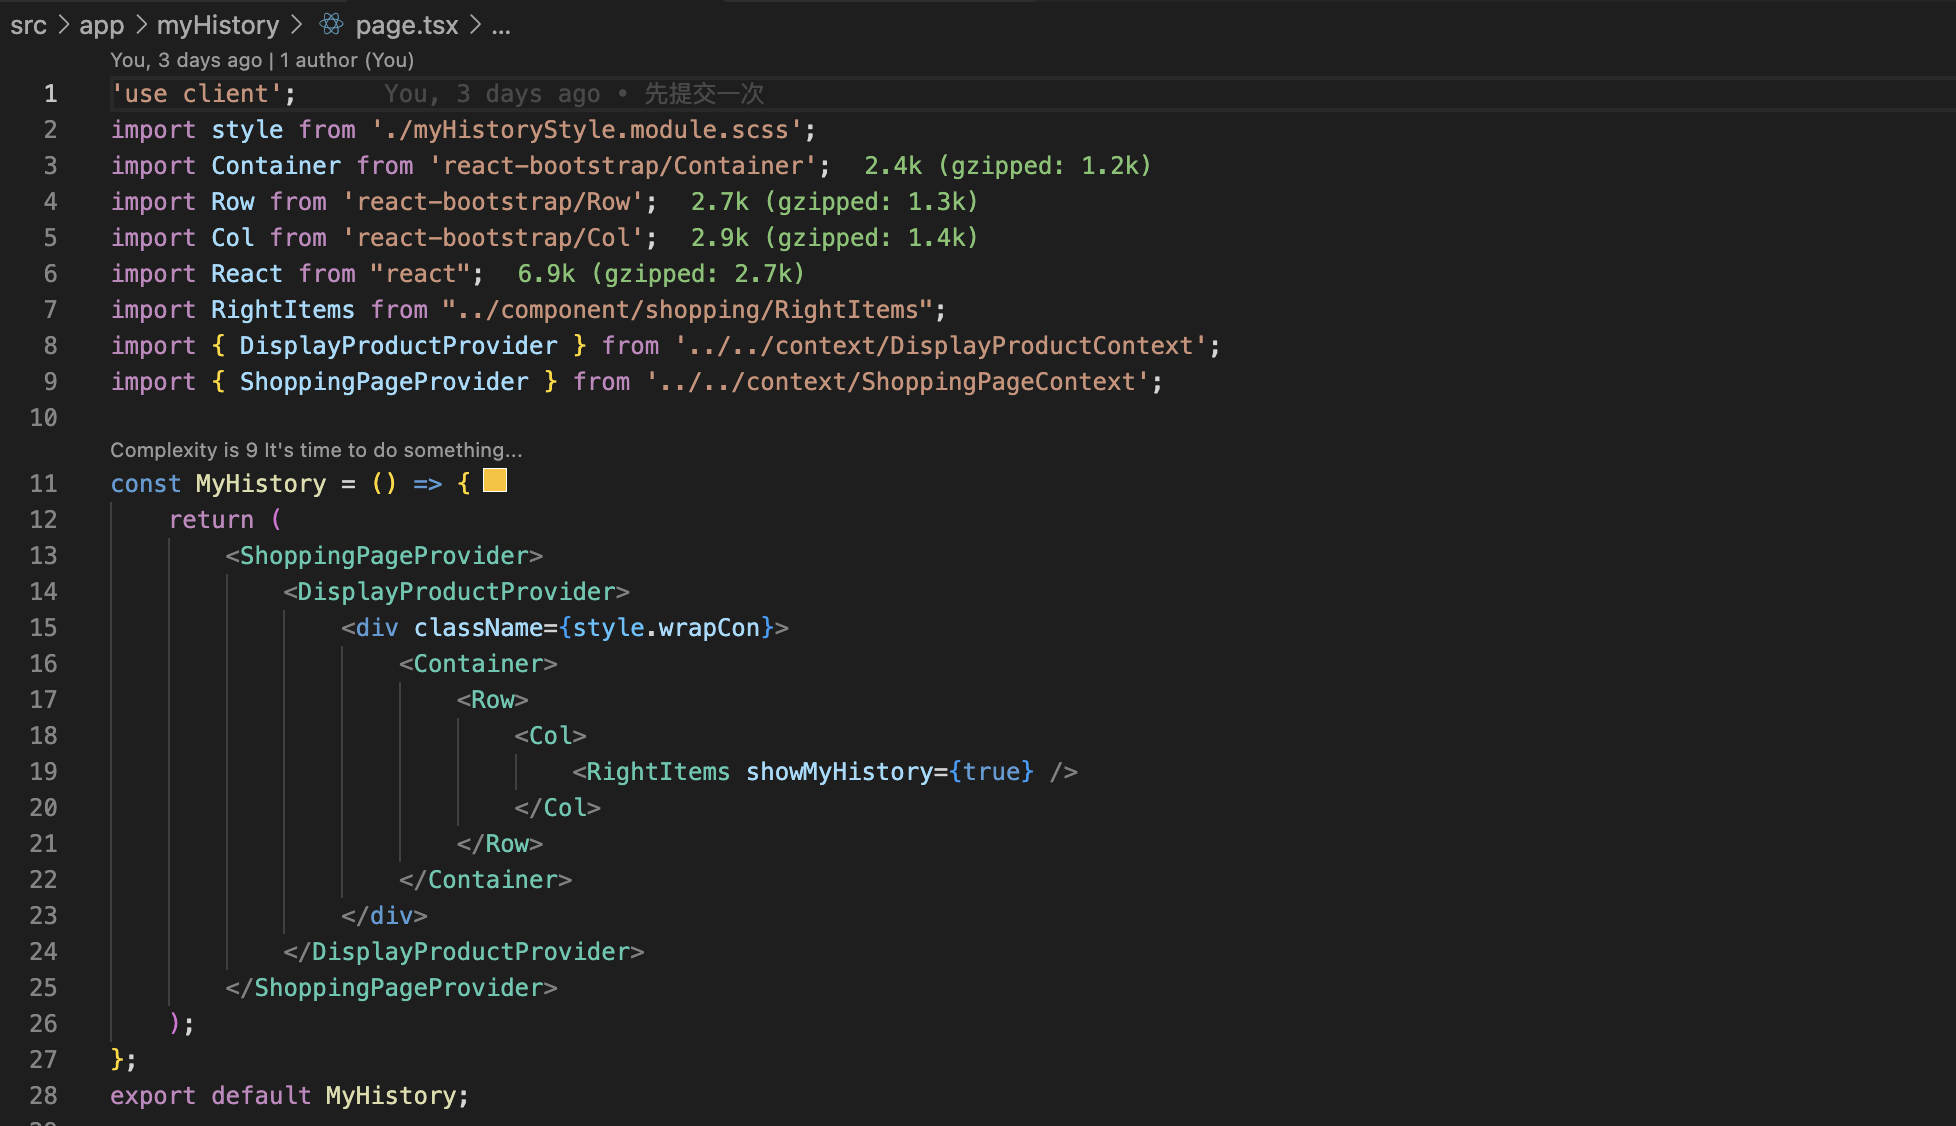 src > app > myHistory > page.tsx > ...
You, 3 days ago | 1 author (You)
1 'use client'; You, 3 days ago • 先提交一次
2 import style from './myHistoryStyle.module.scss';
3 import Container from 'react-bootstrap/Container'; 2.4k (gzipped: 1.2k)
4 import Row from 'react-bootstrap/Row'; 2.7k (gzipped: 1.3k)
5 import Col from 'react-bootstrap/Col'; 2.9k (gzipped: 1.4k)
6 import React from "react"; 6.9k (gzipped: 2.7k)
7 import RightItems from "../component/shopping/RightItems";
8 import { DisplayProductProvider } from '../../context/DisplayProductContext';
9 import { ShoppingPageProvider } from '../../context/ShoppingPageContext';
10
Complexity is 9 It's time to do something...
11 const MyHistory = () => {
12 return (
13 <ShoppingPageProvider>
14 <DisplayProductProvider>
15 <div className={style.wrapCon}>
16 <Container>
17 <Row>
18 <Col>
19 <RightItems showMyHistory={true} />
20 </Col>
21 </Row>
22 </Container>
23 </div>
24 </DisplayProductProvider>
25 </ShoppingPageProvider>
26 );
27 };
28 export default MyHistory;